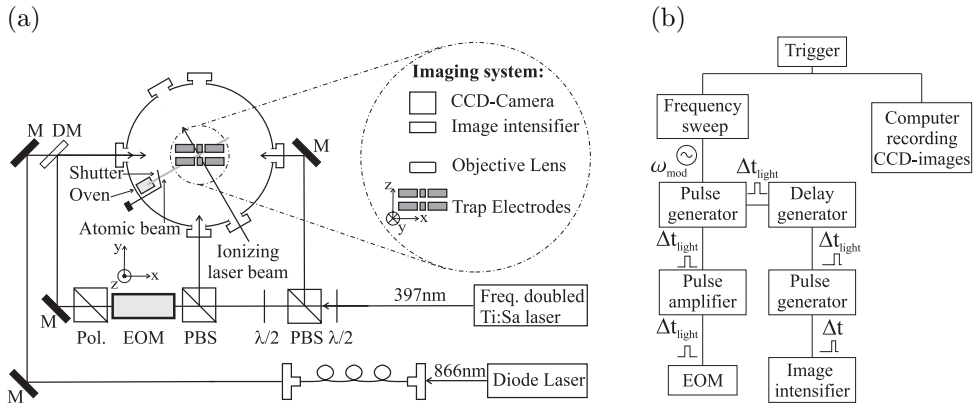 (a)
M
DM
Shutter
Oven
Atomic beam
Ionizing
laser beam
M
y
z
x
M
Pol.
EOM
PBS
λ/2
PBS
λ/2
397nm
Freq. doubled
Ti:Sa laser
M
866nm
Diode Laser
Imaging system:
CCD-Camera
Image intensifier
Objective Lens
z
x
y
Trap Electrodes
(b)
Trigger
Frequency
sweep
Computer
recording
CCD-images
ω_mod
Δt_light
Pulse
generator
Delay
generator
Δt_light
Δt_light
Pulse
amplifier
Pulse
generator
Δt_light
Δt
EOM
Image
intensifier